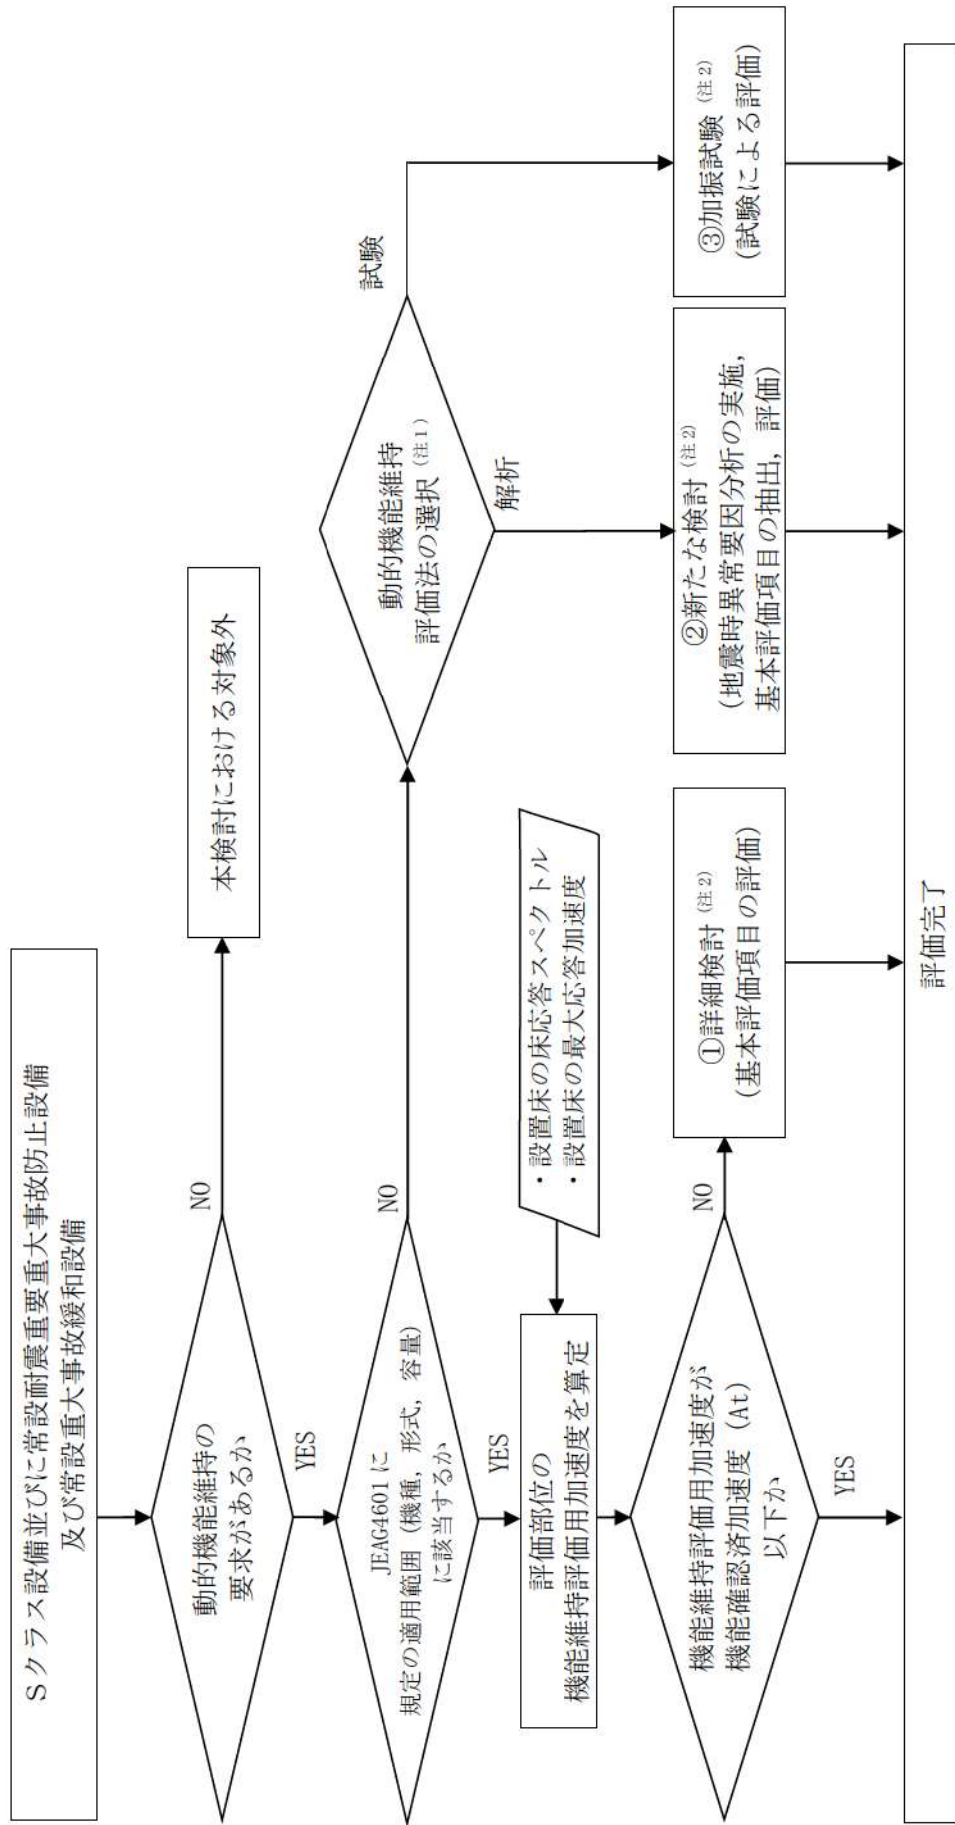 Sクラス設備並びに常設耐震重要重大事故防止設備
及び常設重大事故緩和設備
動的機能維持の
要求があるか
NO
本検討における対象外
YES
JEAG4601に
規定の適用範囲（機種，形式，容量）
に該当するか
NO
動的機能維持
評価法の選択（注1）
試験
解析
YES
評価部位の
機能維持評価用加速度を算定
・設置床の床応答スペクトル
・設置床の最大応答加速度
機能維持評価用加速度が
機能確認済加速度（At）
以下か
NO
YES
①詳細検討（注2）
（基本評価項目の評価）
②新たな検討（注2）
（地震時異常要因分析の実施，
基本評価項目の抽出，評価）
③加振試験（注2）
（試験による評価）
評価完了